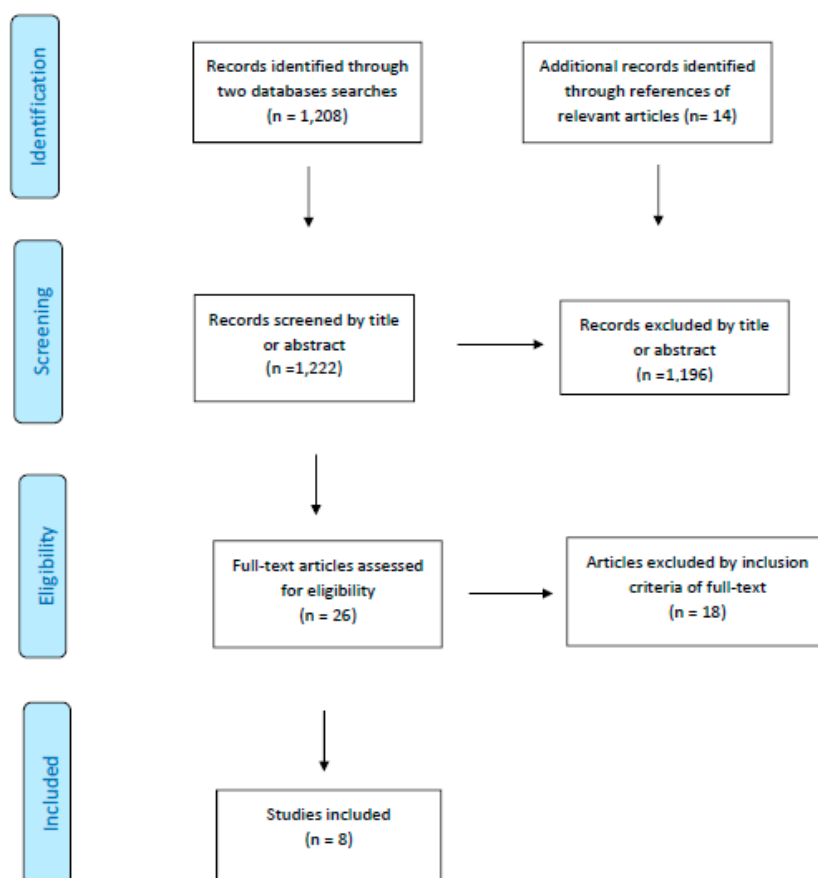 Identification
Records identified through
two databases searches
(n = 1,208)
Additional records identified
through references of
relevant articles (n= 14)
Screening
Records screened by title
or abstract
(n =1,222)
Records excluded by title
or abstract
(n =1,196)
Eligibility
Full-text articles assessed
for eligibility
(n = 26)
Articles excluded by inclusion
criteria of full-text
(n = 18)
Included
Studies included
(n = 8)